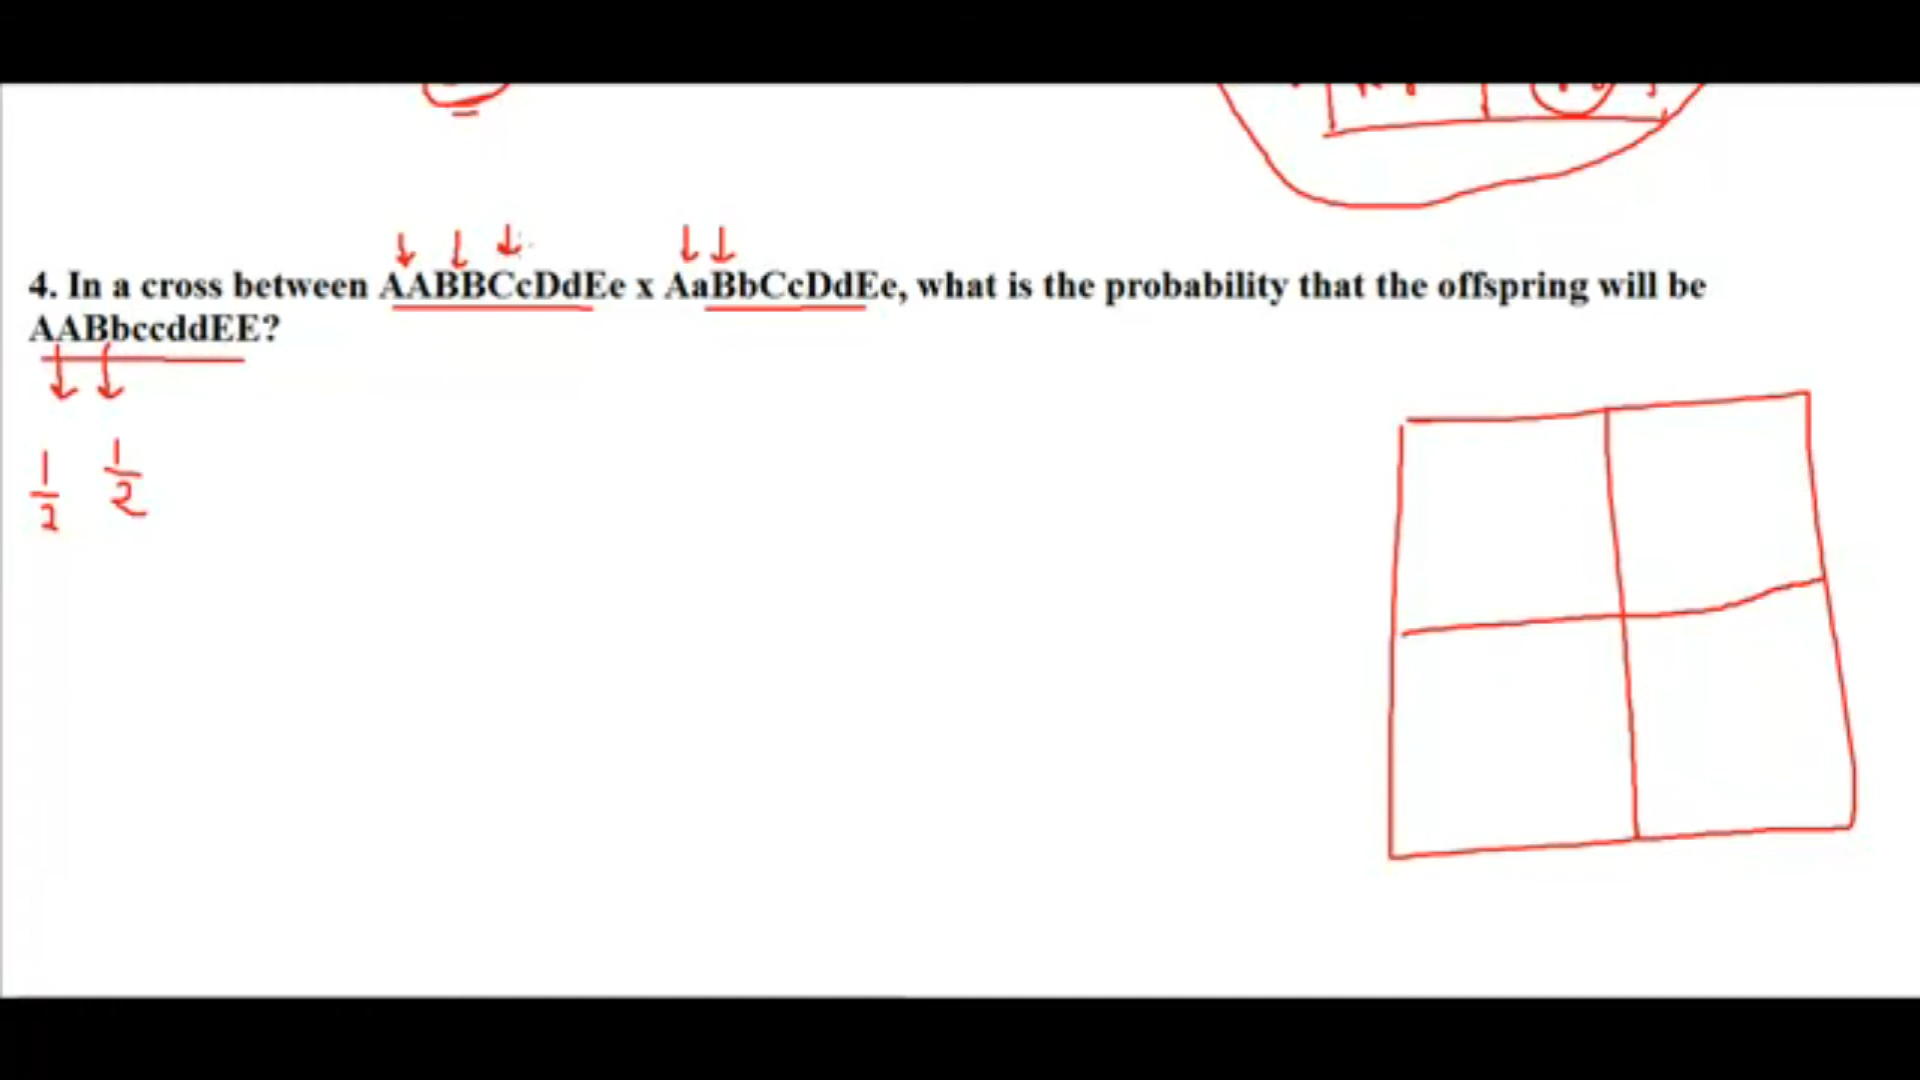 4. In a cross between AABBCcDdEe x AaBbCcDdEe, what is the probability that the offspring will be
AABbccddEE?
1/2 1/2